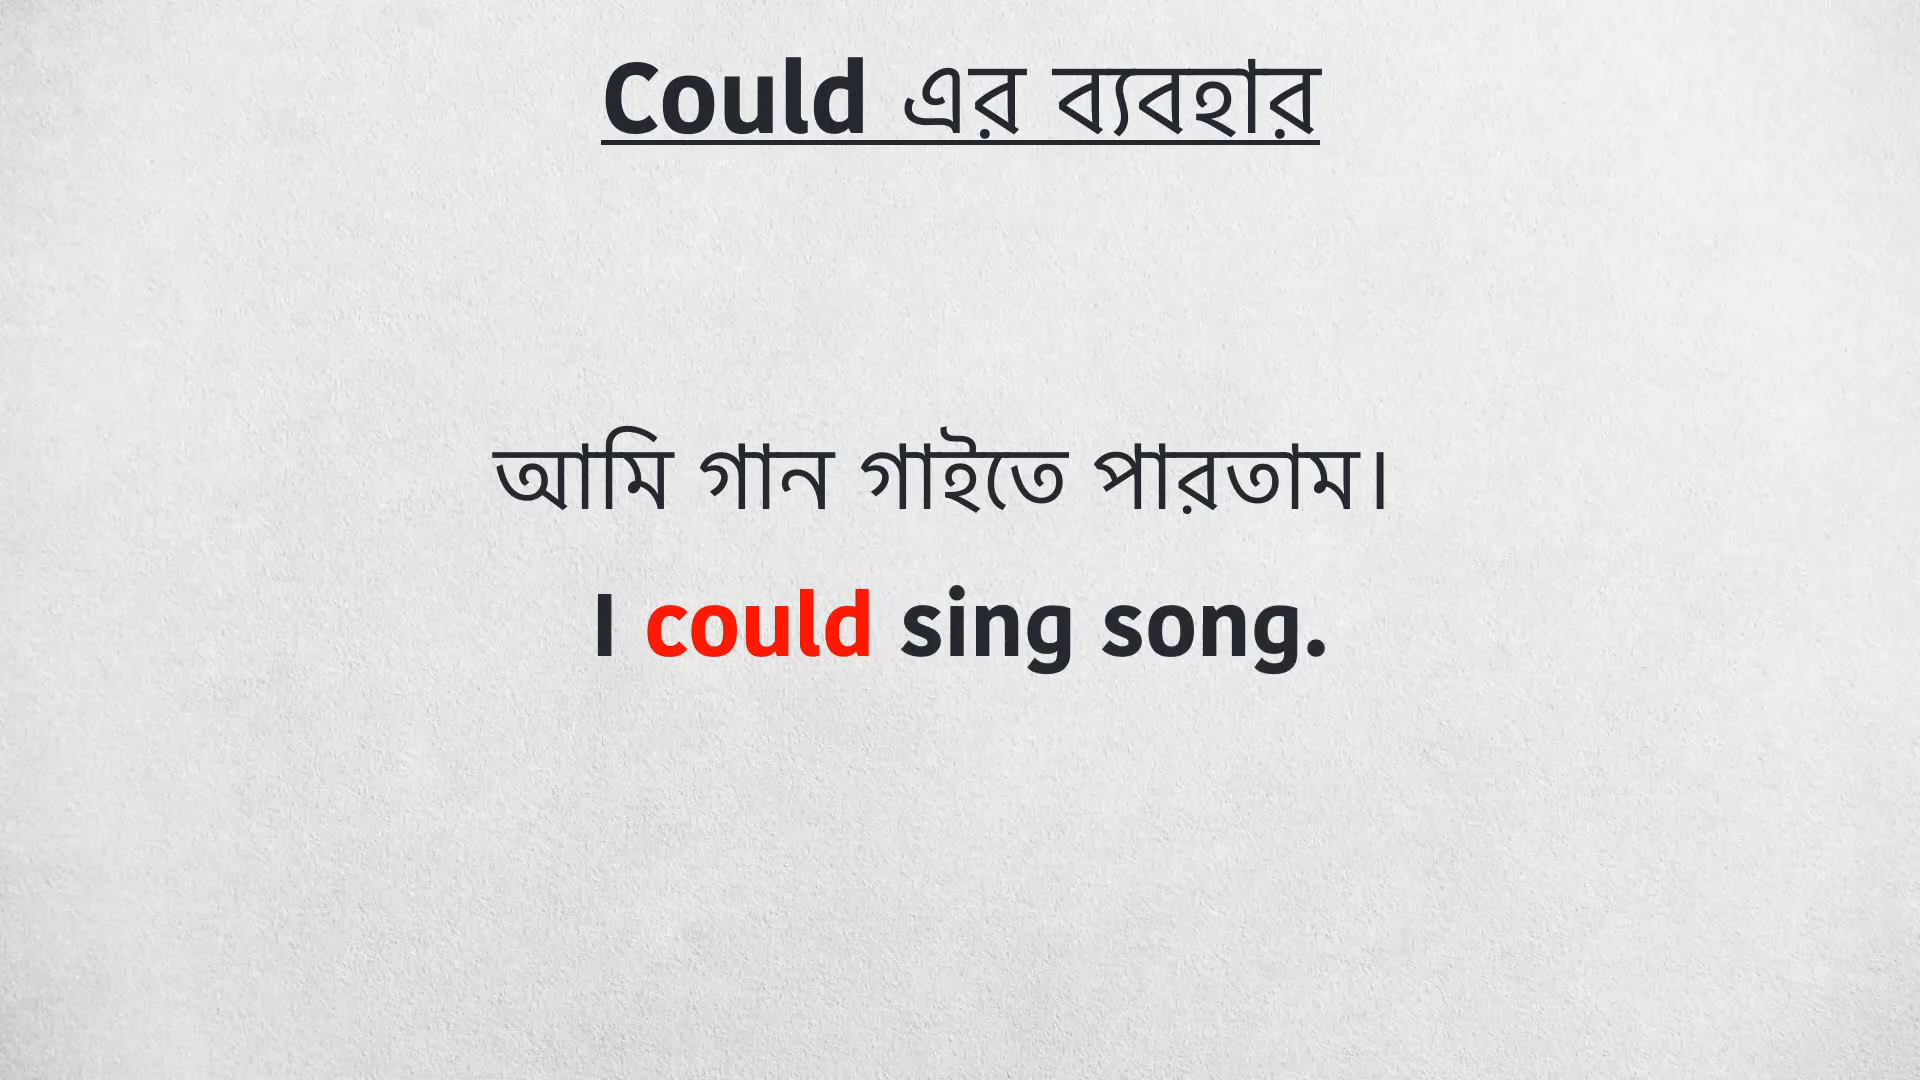 Could এর ব্যবহার
আমি গান গাইতে পারতাম।
I could sing song.